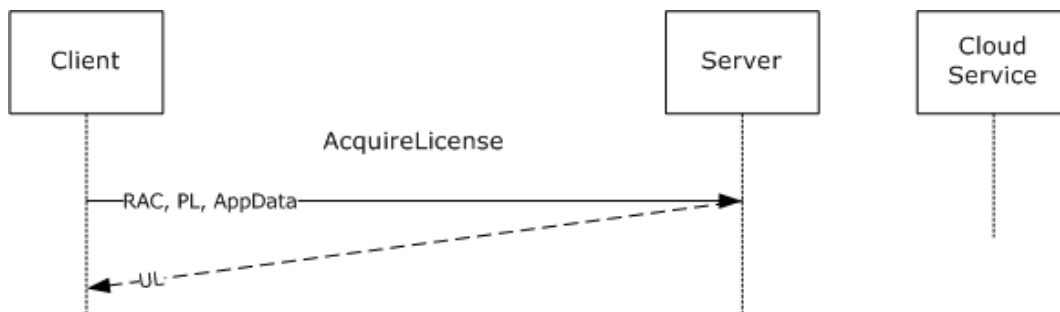 Client
Server
Cloud
Service
AcquireLicense
RAC, PL, AppData
UL